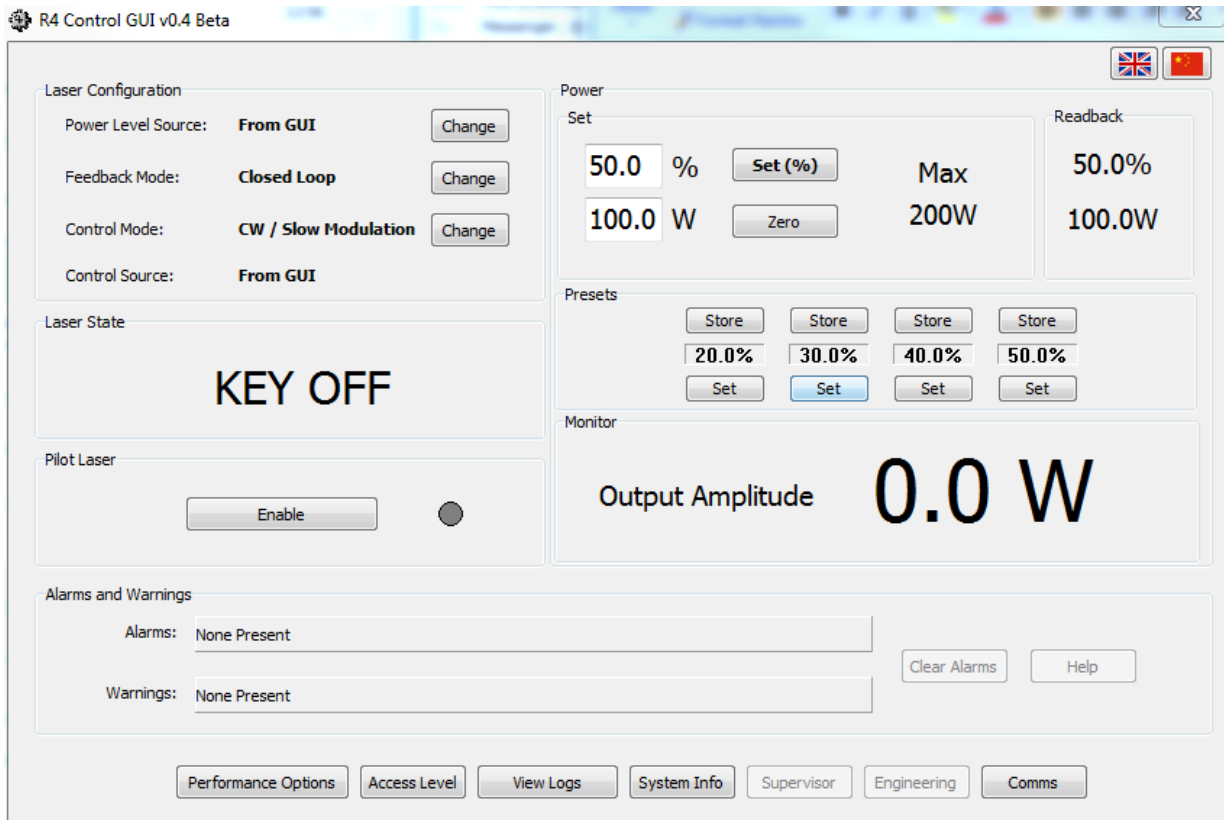 R4 Control GUI v0.4 Beta
Laser Configuration
Power Level Source: From GUI Change
Feedback Mode: Closed Loop Change
Control Mode: CW / Slow Modulation Change
Control Source: From GUI
Laser State
KEY OFF
Pilot Laser
Enable
Power
Set
50.0 % Set (%)
100.0 W Zero
Max
200W
Readback
50.0%
100.0W
Presets
Store Store Store Store
20.0% 30.0% 40.0% 50.0%
Set Set Set Set
Monitor
Output Amplitude 0.0 W
Alarms and Warnings
Alarms: None Present
Warnings: None Present
Clear Alarms Help
Performance Options Access Level View Logs System Info Supervisor Engineering Comms